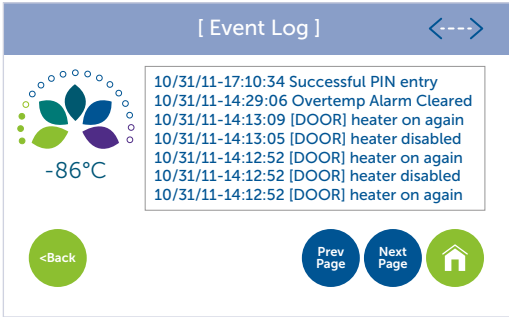 [ Event Log ]
10/31/11-17:10:34 Successful PIN entry
10/31/11-14:29:06 Overtemp Alarm Cleared
10/31/11-14:13:09 [DOOR] heater on again
10/31/11-14:13:05 [DOOR] heater disabled
10/31/11-14:12:52 [DOOR] heater on again
10/31/11-14:12:52 [DOOR] heater disabled
10/31/11-14:12:52 [DOOR] heater on again
-86°C
<Back
Prev
Page
Next
Page